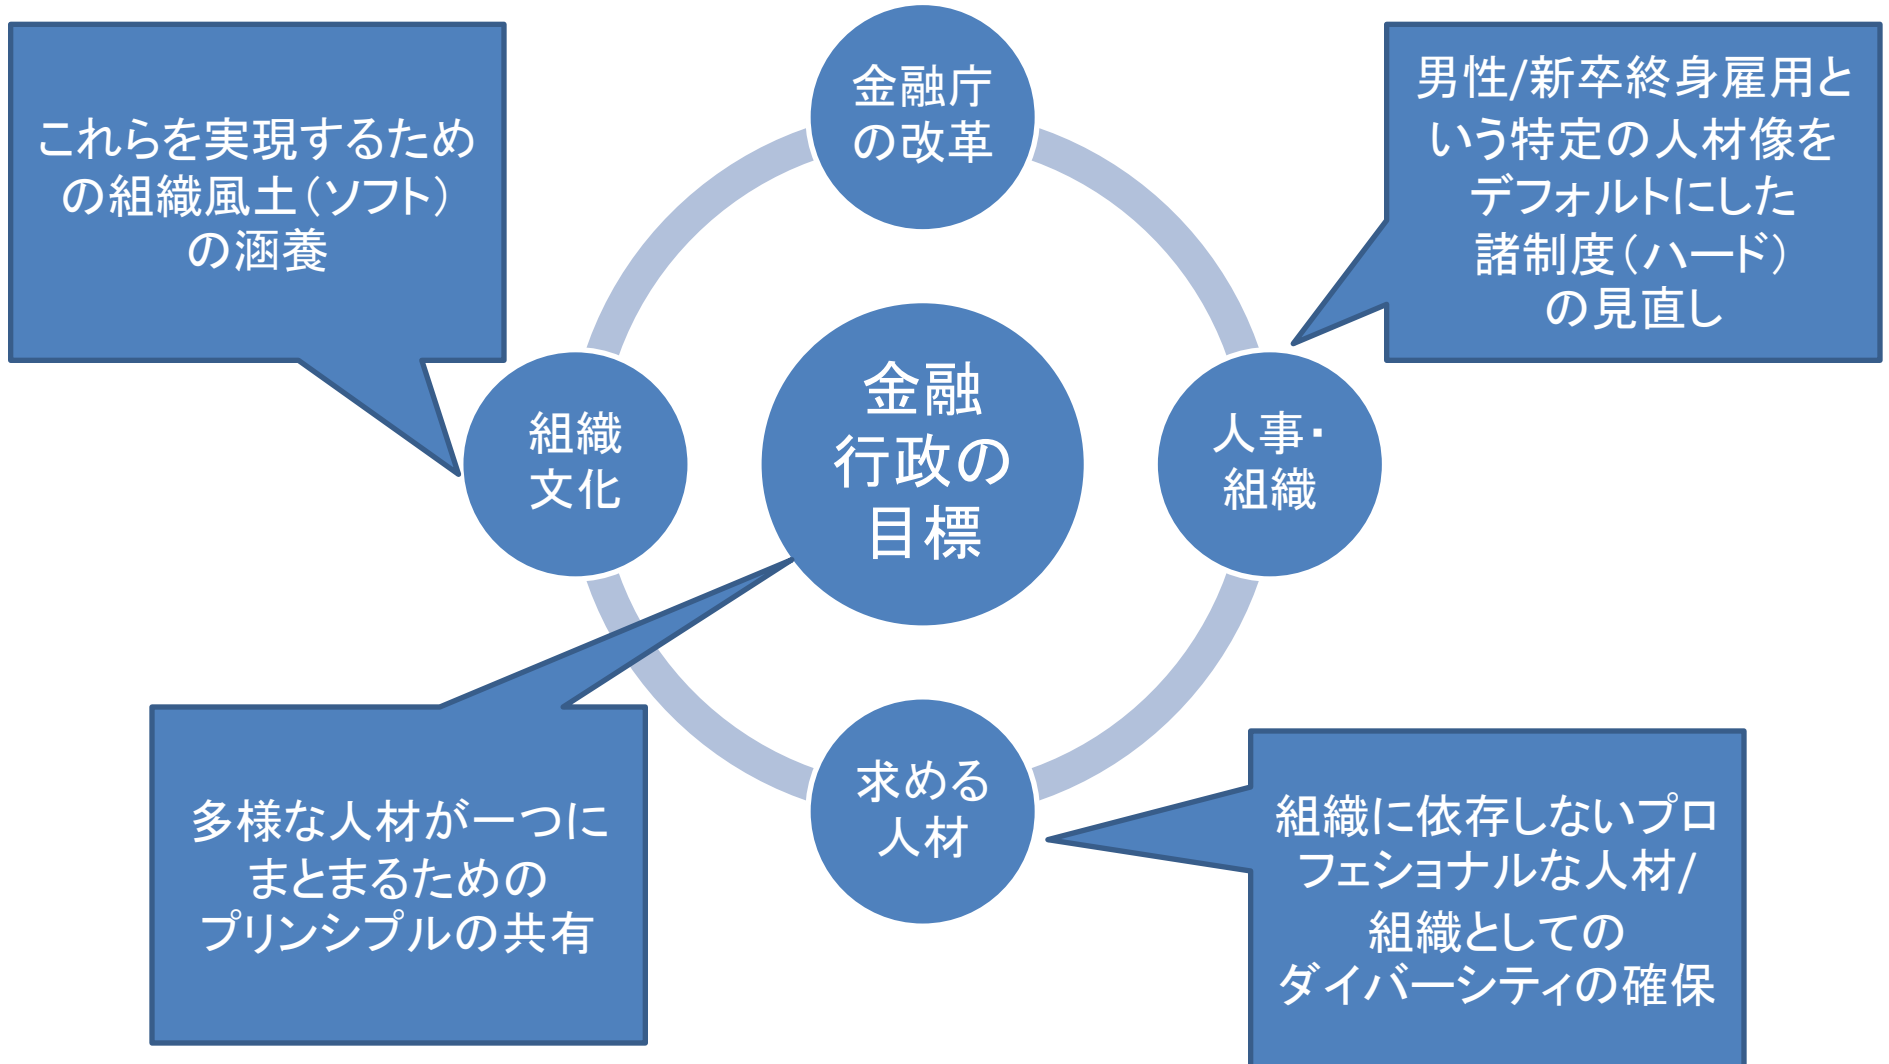 金融庁
の改革
これらを実現するため
の組織風土（ソフト）
の涵養
男性/新卒終身雇用と
いう特定の人材像を
デフォルトにした
諸制度（ハード）
の見直し
組織
文化
金融
行政の
目標
人事・
組織
多様な人材が一つに
まとまるための
プリンシプルの共有
求める
人材
組織に依存しないプロ
フェショナルな人材/
組織としての
ダイバーシティの確保